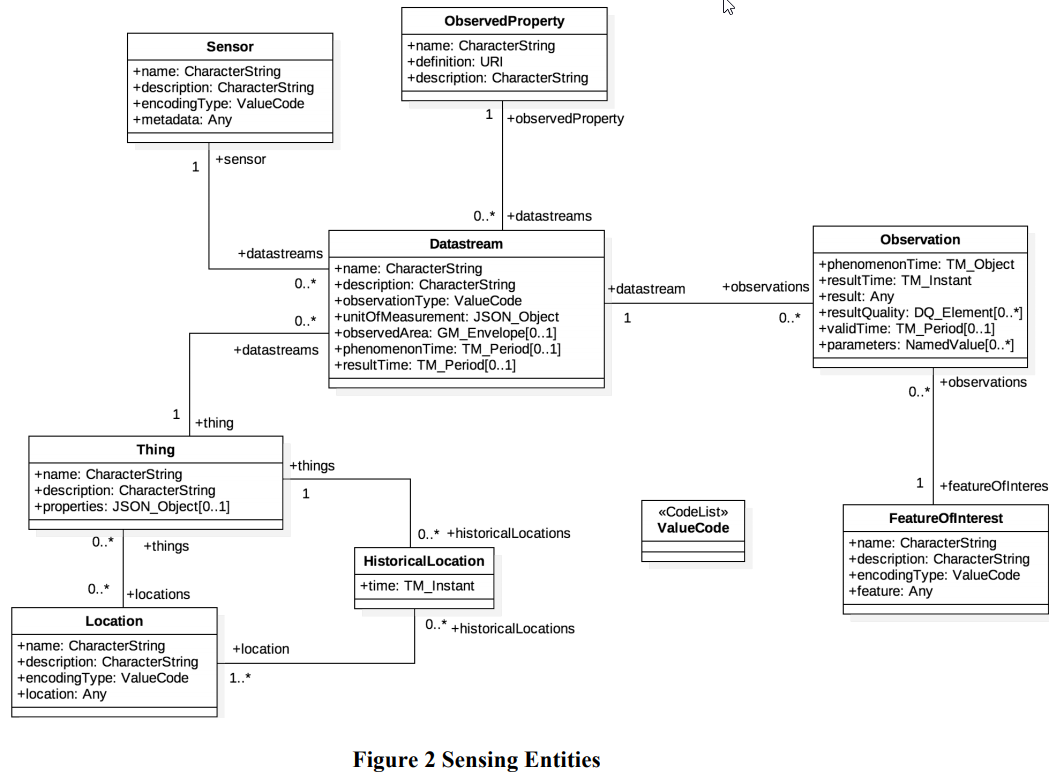 ObservedProperty
+name: CharacterString
+definition: URI
+description: CharacterString
Sensor
+name: CharacterString
+description: CharacterString
+encodingType: ValueCode
+metadata: Any
1
+observedProperty
1
+sensor
0..*
+datastreams
+datastreams
0..*
Datastream
+name: CharacterString
+description: CharacterString
+observationType: ValueCode
+unitOfMeasurement: JSON_Object
+observedArea: GM_Envelope[0..1]
+phenomenonTime: TM_Period[0..1]
+resultTime: TM_Period[0..1]
+datastream
1
+observations
0..*
Observation
+phenomenonTime: TM_Object
+resultTime: TM_Instant
+result: Any
+resultQuality: DQ_Element[0..*]
+validTime: TM_Period[0..1]
+parameters: NamedValue[0..*]
0..*
+datastreams
1
+thing
0..*
+observations
1
+featureOfInteres
Thing
+name: CharacterString
+description: CharacterString
+properties: JSON_Object[0..1]
+things
1
0..*
+historicalLocations
HistoricalLocation
+time: TM_Instant
0..*
+historicalLocations
«CodeList»
ValueCode
FeatureOfInterest
+name: CharacterString
+description: CharacterString
+encodingType: ValueCode
+feature: Any
0..*
+things
0..*
+locations
Location
+name: CharacterString
+description: CharacterString
+encodingType: ValueCode
+location: Any
+location
1..*
Figure 2 Sensing Entities